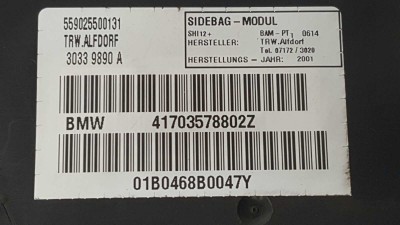 559025500131
TRW.ALFDORF
3033 9890 A
SIDEBAG-MODUL
SHI12+ BAM-PT1 0614
HERSTELLER: TRW.Alfdorf
Tel. 07172 / 3020
HERSTELLUNGS - JAHR: 2001
BMW 41703578802Z
01B0468B0047Y